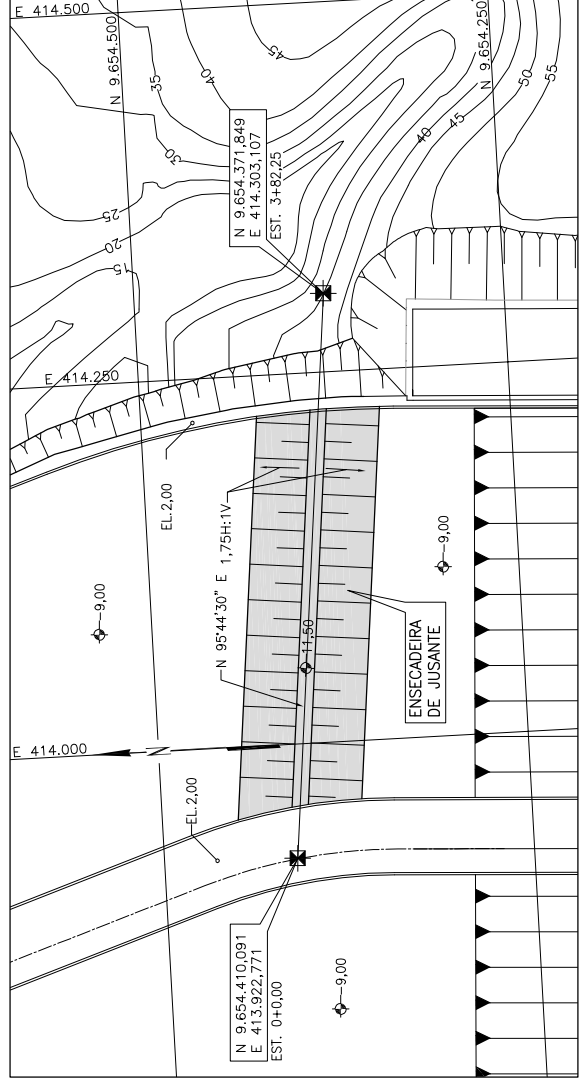 E 414.500
N 9.654.500
N 9.654.250
45
40
35
30
25
20
15
40
45
50
55
N 9.654.371,849
E 414.303,107
EST. 3+82,25
E 414.250
EL.2,00
-9,00
N 95°44'30" E
1,75H:1V
11,50
-9,00
ENSECADEIRA
DE JUSANTE
E 414.000
N
EL.2,00
N 9.654.410,091
E 413.922,771
EST. 0+0,00
-9,00